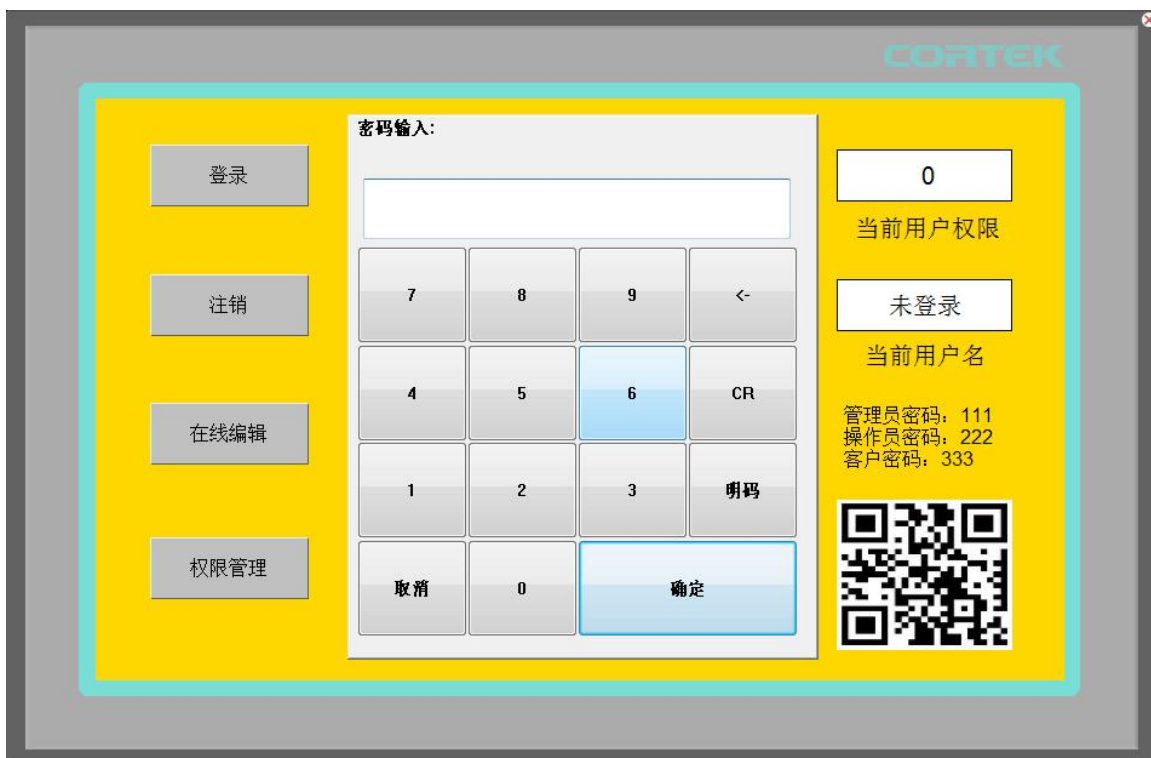 CORTEK
登录
注销
在线编辑
权限管理
密码输入:
7 8 9 <-
4 5 6 CR
1 2 3 明码
取消 0 确定
0
当前用户权限
未登录
当前用户名
管理员密码：111
操作员密码：222
客户密码：333